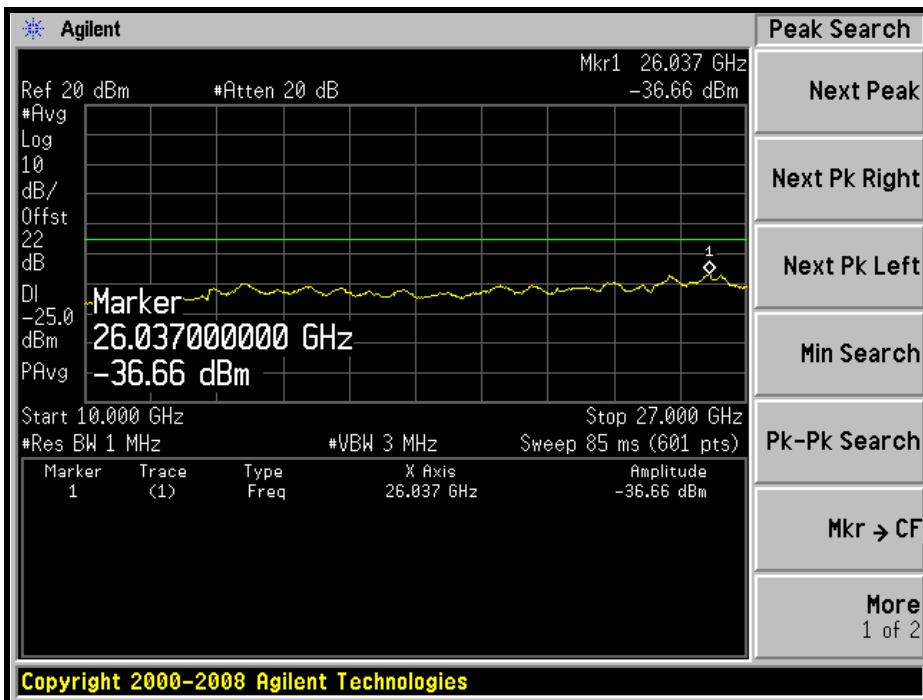 Agilent
Peak Search
Mkr1 26.037 GHz
Ref 20 dBm #Atten 20 dB -36.66 dBm
#Avg
Log
10
dB/
Offst
22
dB
DI
-25.0
dBm
PAvg
1
Marker
26.037000000 GHz
-36.66 dBm
Start 10.000 GHz Stop 27.000 GHz
#Res BW 1 MHz #VBW 3 MHz Sweep 85 ms (601 pts)
Marker Trace Type X Axis Amplitude
1 (1) Freq 26.037 GHz -36.66 dBm
Next Peak
Next Pk Right
Next Pk Left
Min Search
Pk-Pk Search
Mkr → CF
More
1 of 2
Copyright 2000-2008 Agilent Technologies